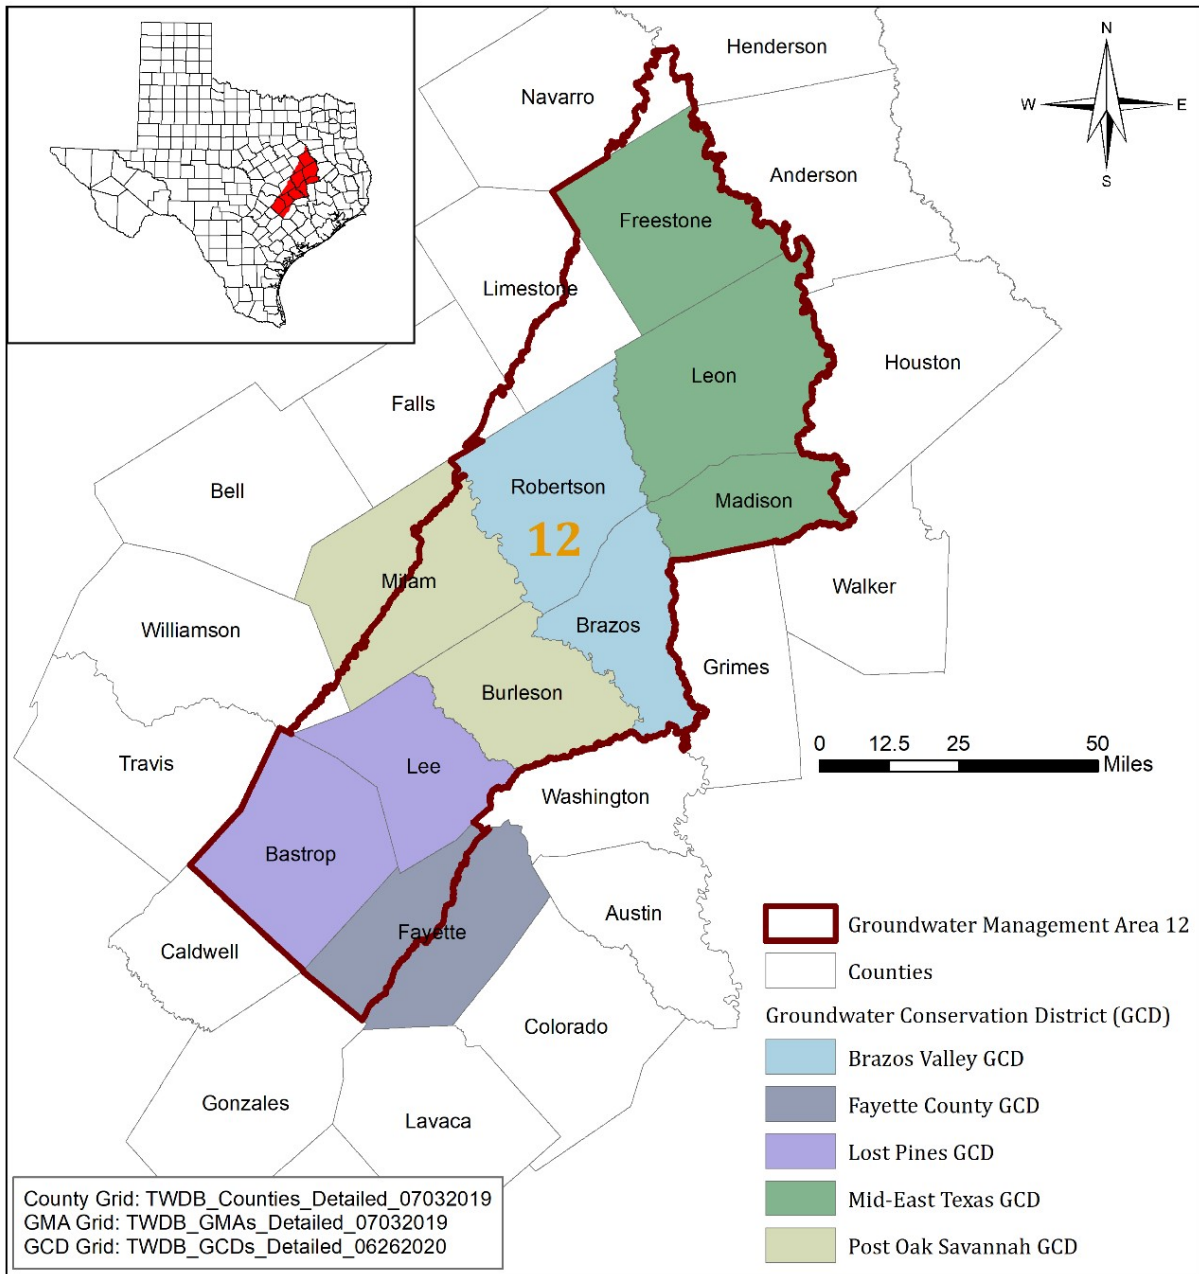 Henderson
Navarro
N
W
E
S
Anderson
Freestone
Limestone
Houston
Leon
Falls
Bell
Robertson
Madison
12
Milam
Walker
Williamson
Brazos
Grimes
Burleson
Travis
Lee
0 12.5 25 50
Miles
Washington
Bastrop
Austin
Fayette
Caldwell
Colorado
Gonzales
Lavaca
Groundwater Management Area 12
Counties
Groundwater Conservation District (GCD)
Brazos Valley GCD
Fayette County GCD
Lost Pines GCD
Mid-East Texas GCD
Post Oak Savannah GCD
County Grid: TWDB_Counties_Detailed_07032019
GMA Grid: TWDB_GMAs_Detailed_07032019
GCD Grid: TWDB_GCDs_Detailed_06262020